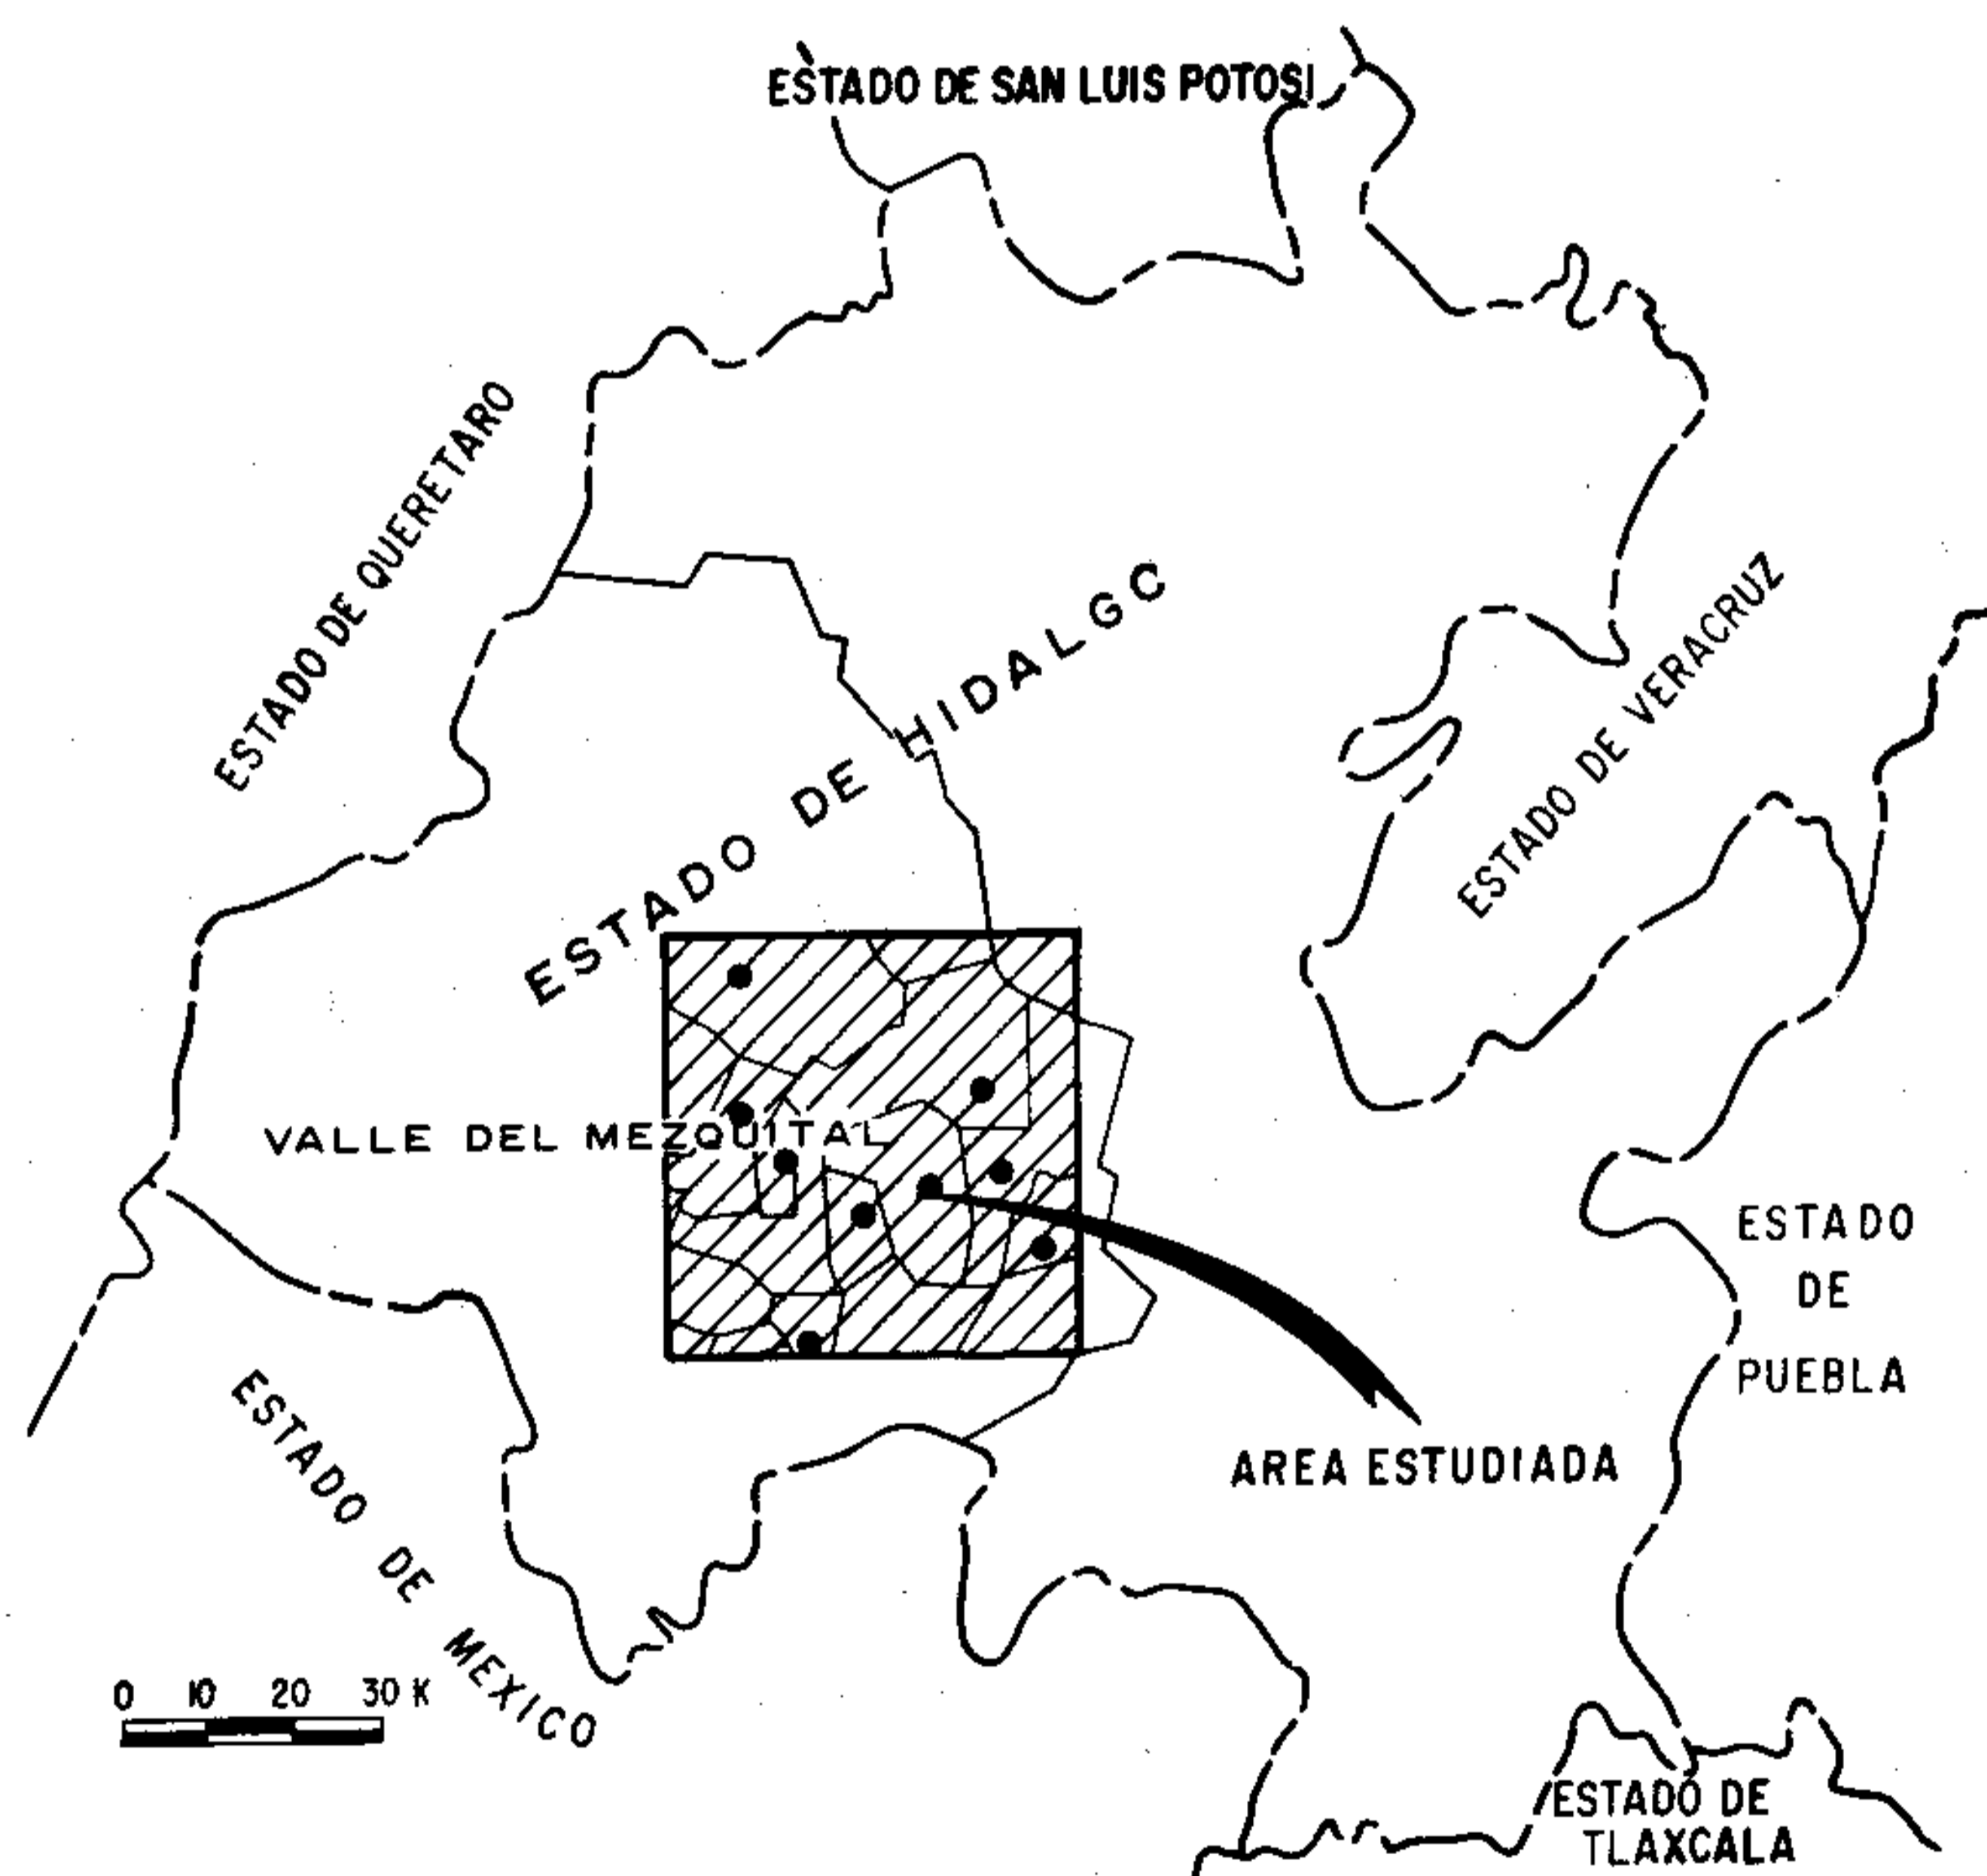 ESTADO DE SAN LUIS POTOSI
ESTADO DE QUERETARO
ESTADO DE HIDALGC
ESTADO DE VERACRUZ
VALLE DEL MEZQUITAL
ESTADO
DE
PUEBLA
AREA ESTUDIADA
ESTADO DE MEXICO
0 10 20 30 K
ESTADO DE
TLAXCALA